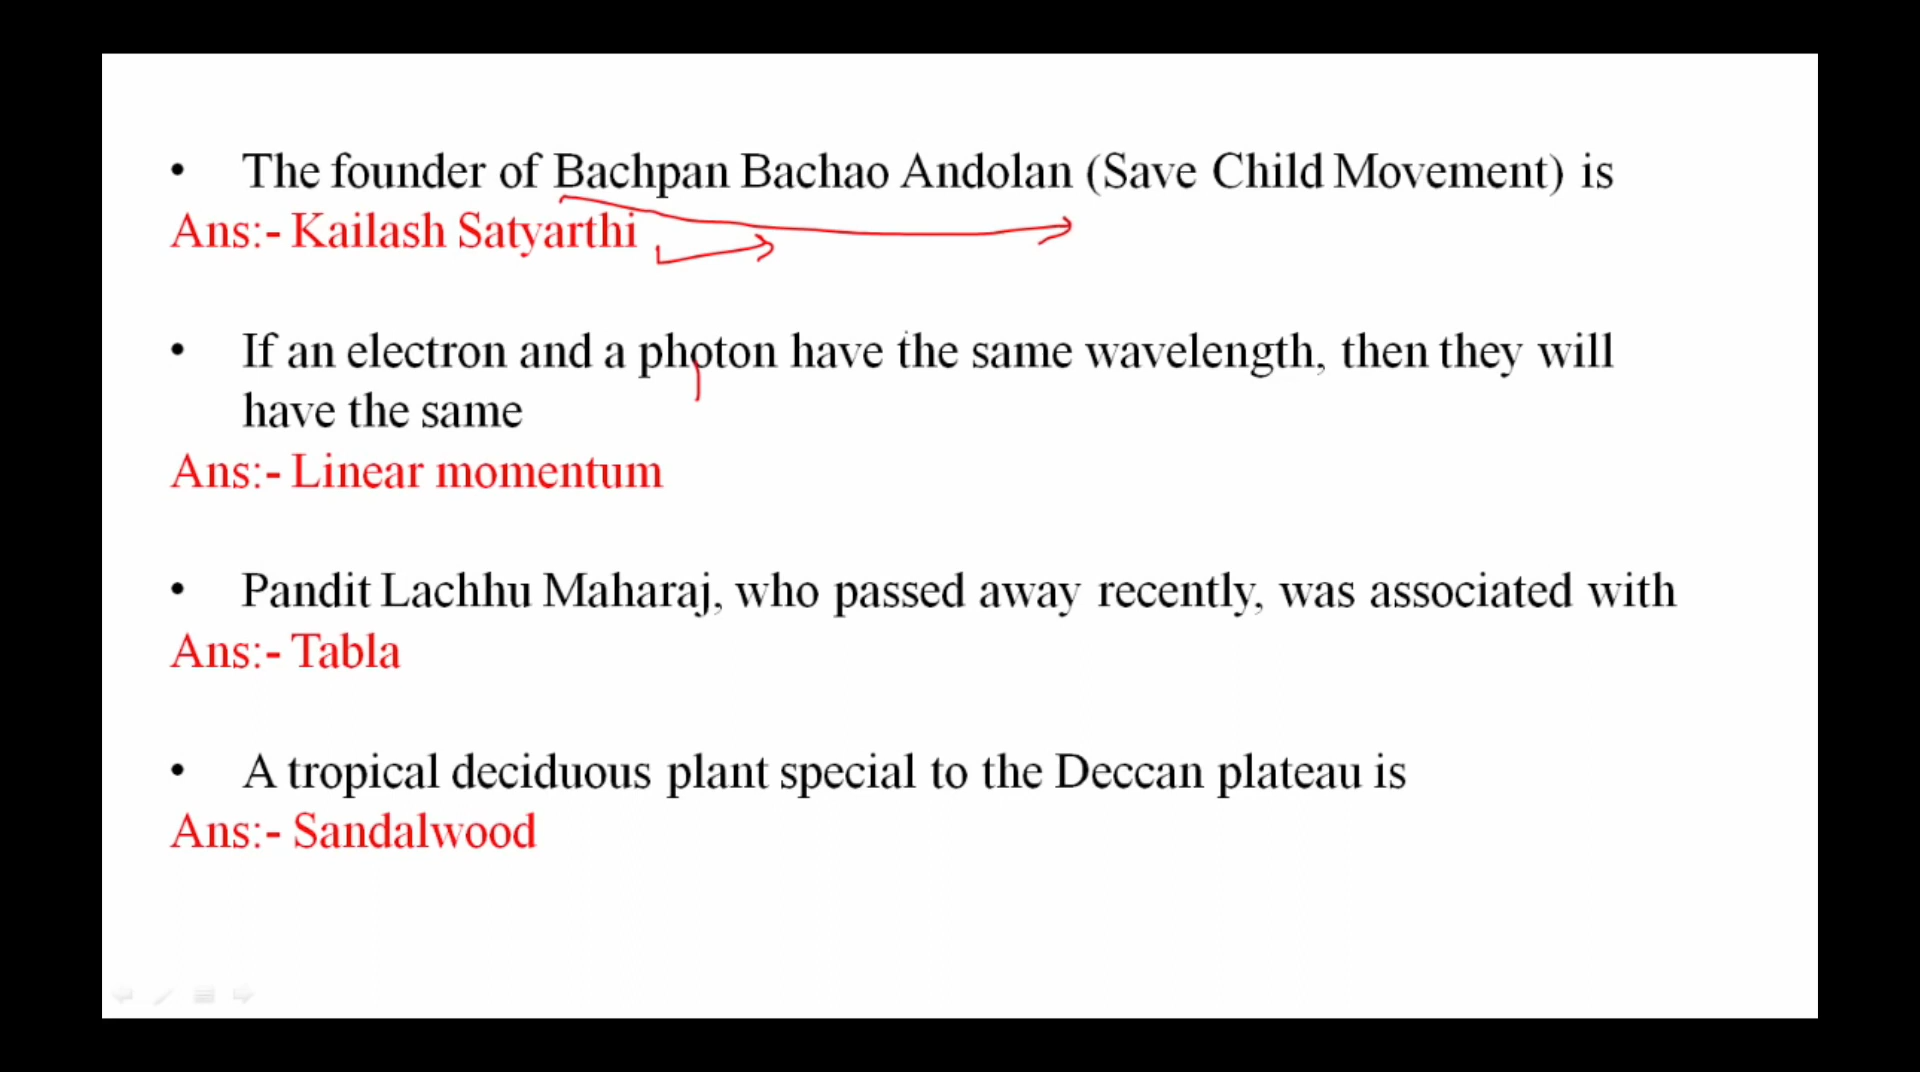 • The founder of Bachpan Bachao Andolan (Save Child Movement) is
Ans:- Kailash Satyarthi
• If an electron and a photon have the same wavelength, then they will
have the same
Ans:- Linear momentum
• Pandit Lachhu Maharaj, who passed away recently, was associated with
Ans:- Tabla
• A tropical deciduous plant special to the Deccan plateau is
Ans:- Sandalwood